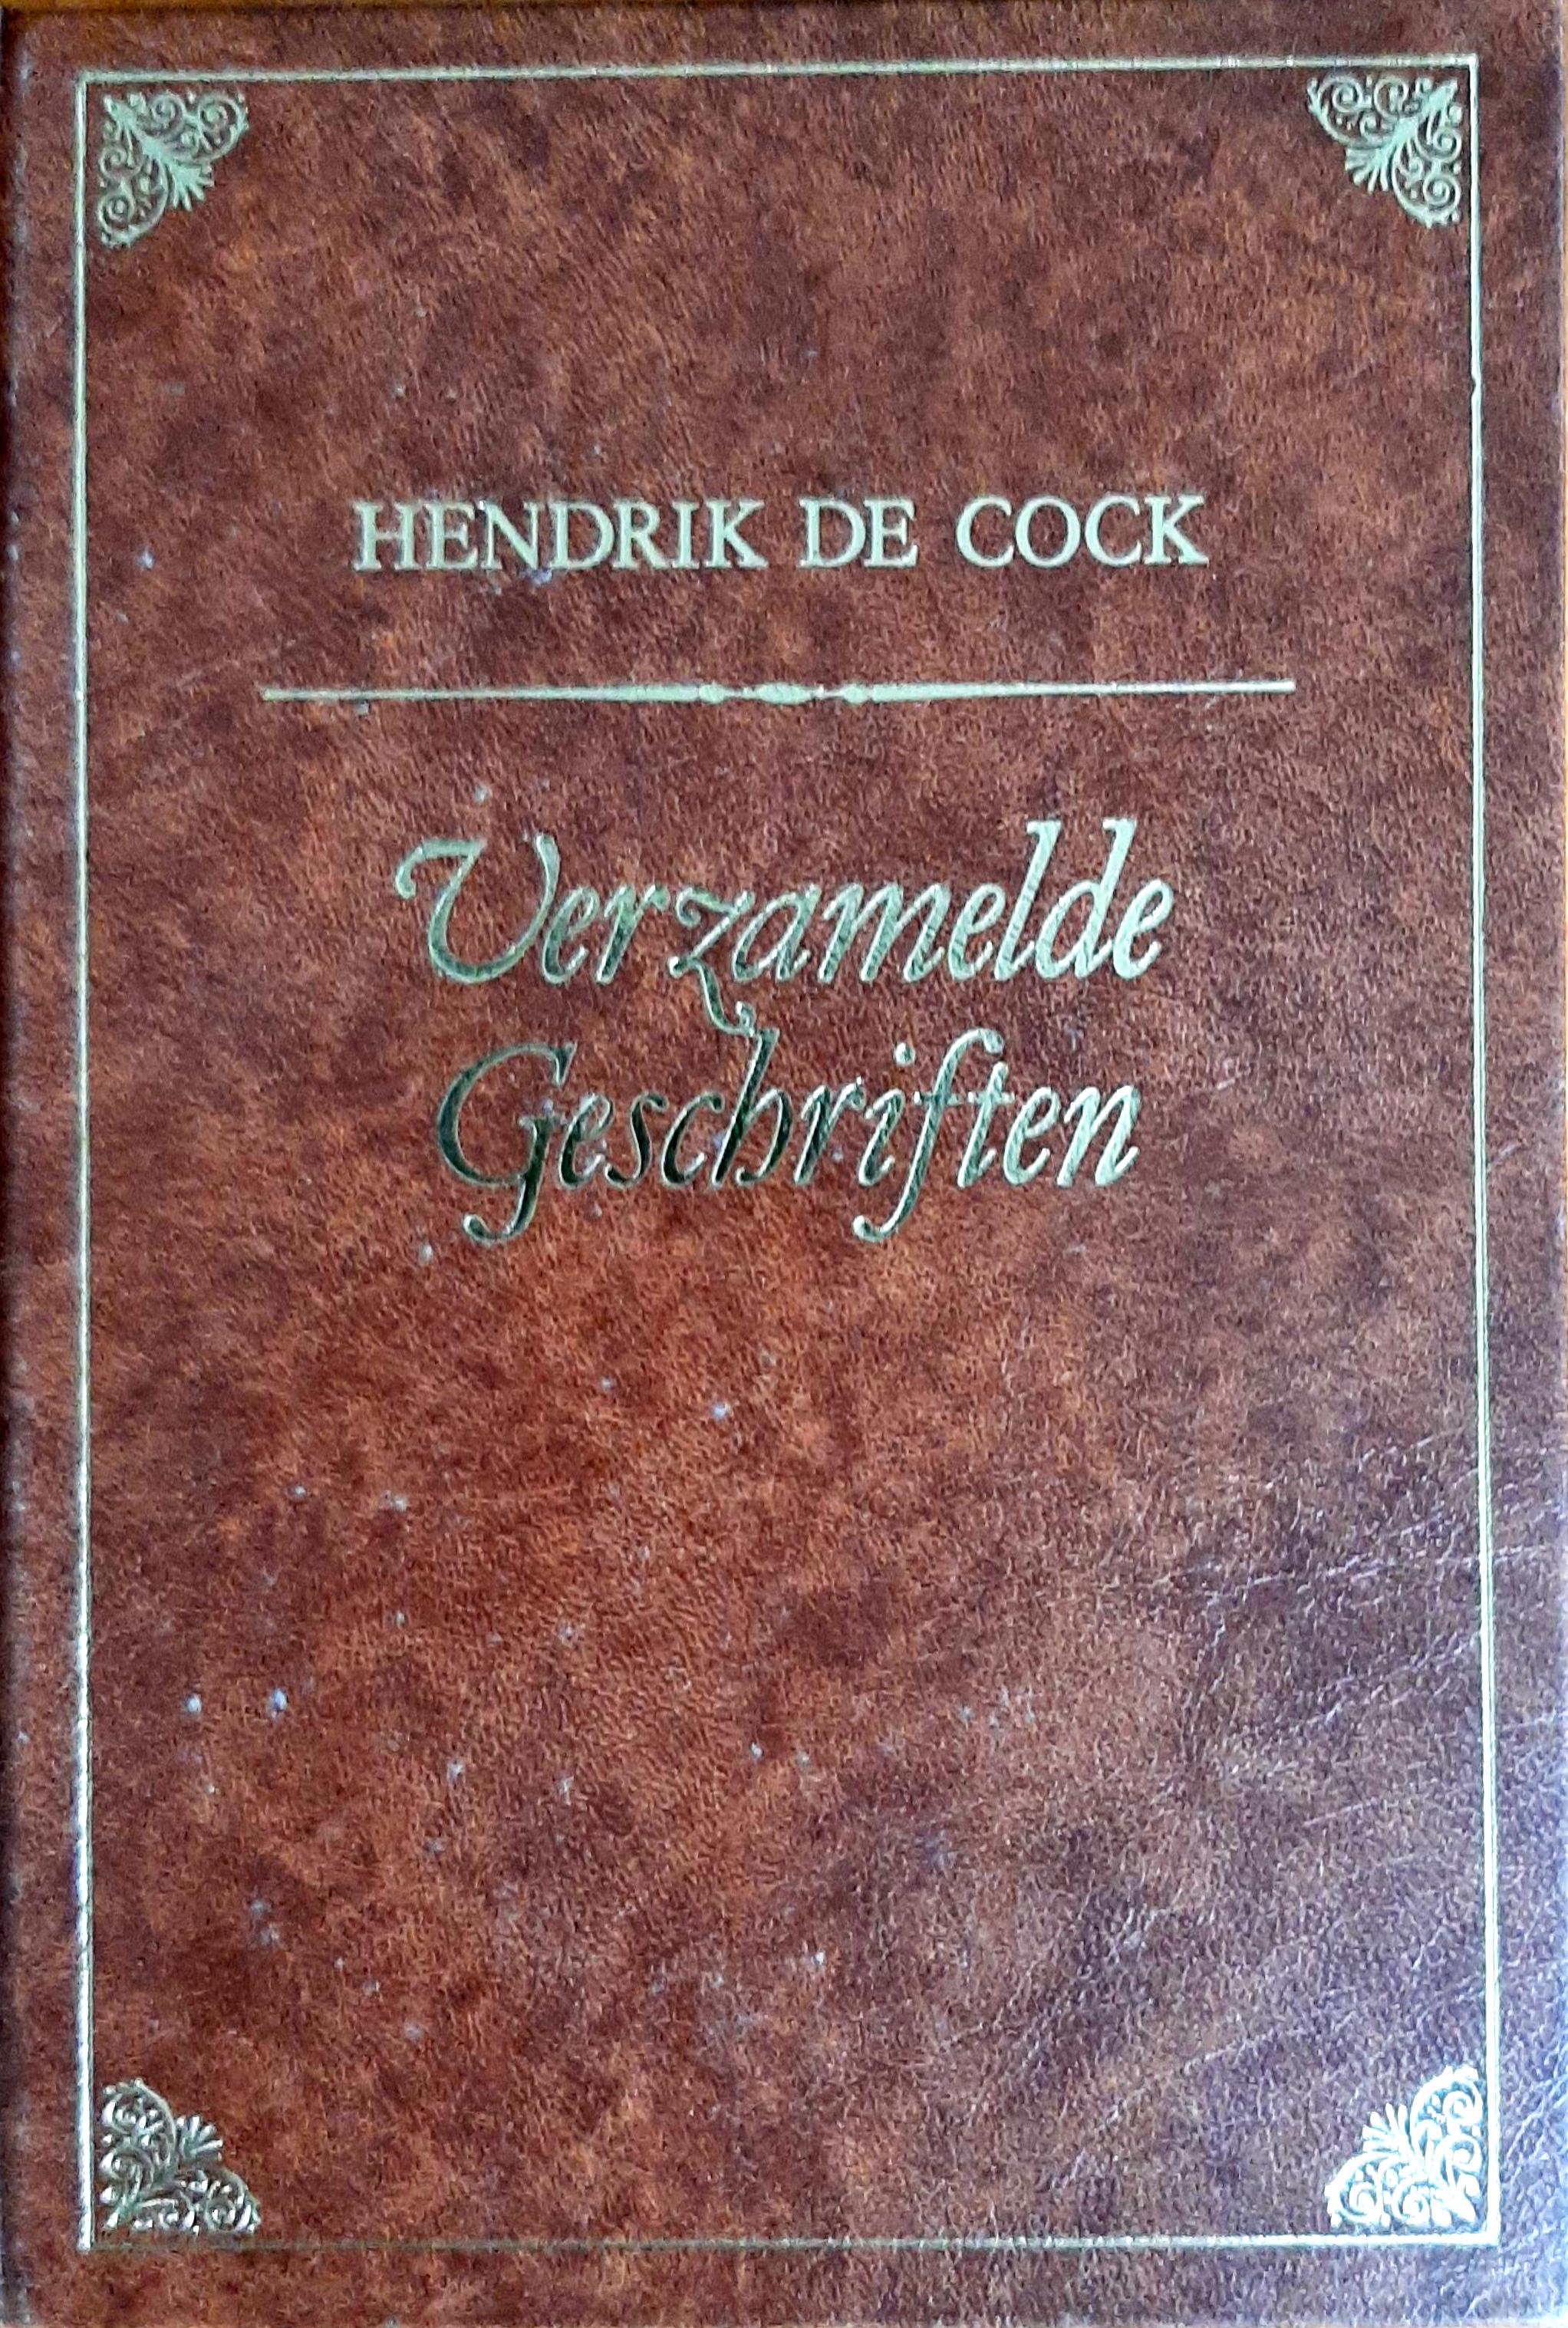 HENDRIK DE COCK
Verzamelde
Geschriften